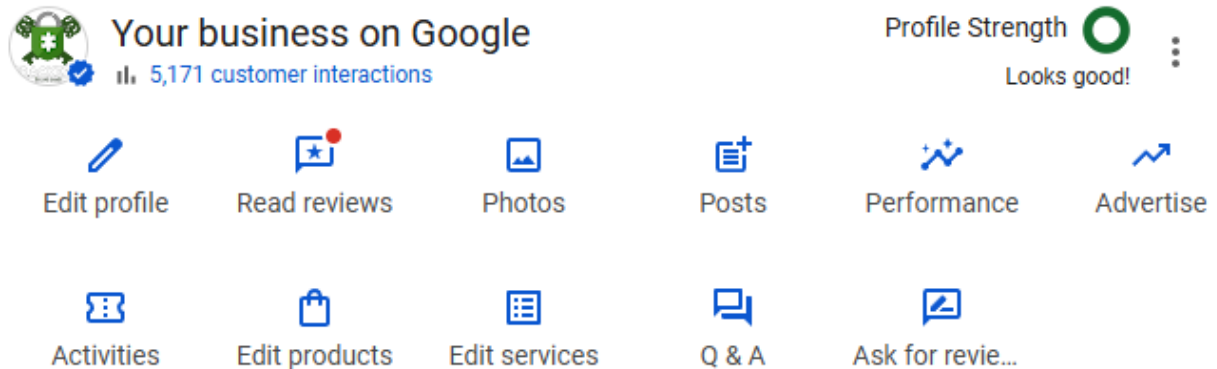 Your business on Google
Profile Strength
5,171 customer interactions
Looks good!
Edit profile
Read reviews
Photos
Posts
Performance
Advertise
Activities
Edit products
Edit services
Q & A
Ask for revie...